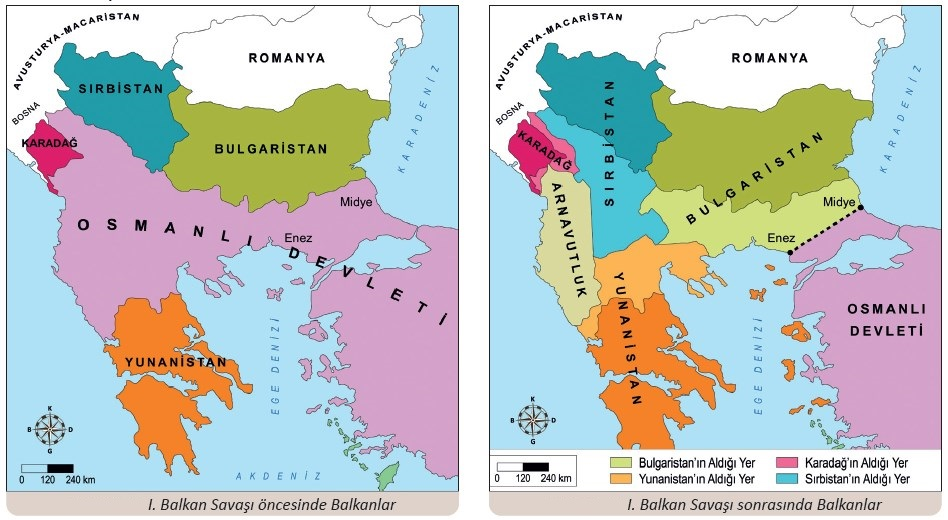 AVUSTURYA-MACARİSTAN
ROMANYA
SIRBİSTAN
BOSNA
KARADAĞ
BULGARİSTAN
KARADENİZ
Midye
OSMANLI DEVLETİ
Enez
YUNANİSTAN
EGE DENİZİ
K
B
D
G
AKDENİZ
0 120 240 km
I. Balkan Savaşı öncesinde Balkanlar
AVUSTURYA-MACARİSTAN
ROMANYA
SIRBİSTAN
BOSNA
KARADAĞ
BULGARİSTAN
KARADENİZ
Midye
ARNAVUTLUK
Enez
YUNANİSTAN
OSMANLI
DEVLETİ
EGE DENİZİ
K
B
D
G
0 120 240 km
Bulgaristan'ın Aldığı Yer
Karadağ'ın Aldığı Yer
Yunanistan'ın Aldığı Yer
Sırbistan'ın Aldığı Yer
I. Balkan Savaşı sonrasında Balkanlar